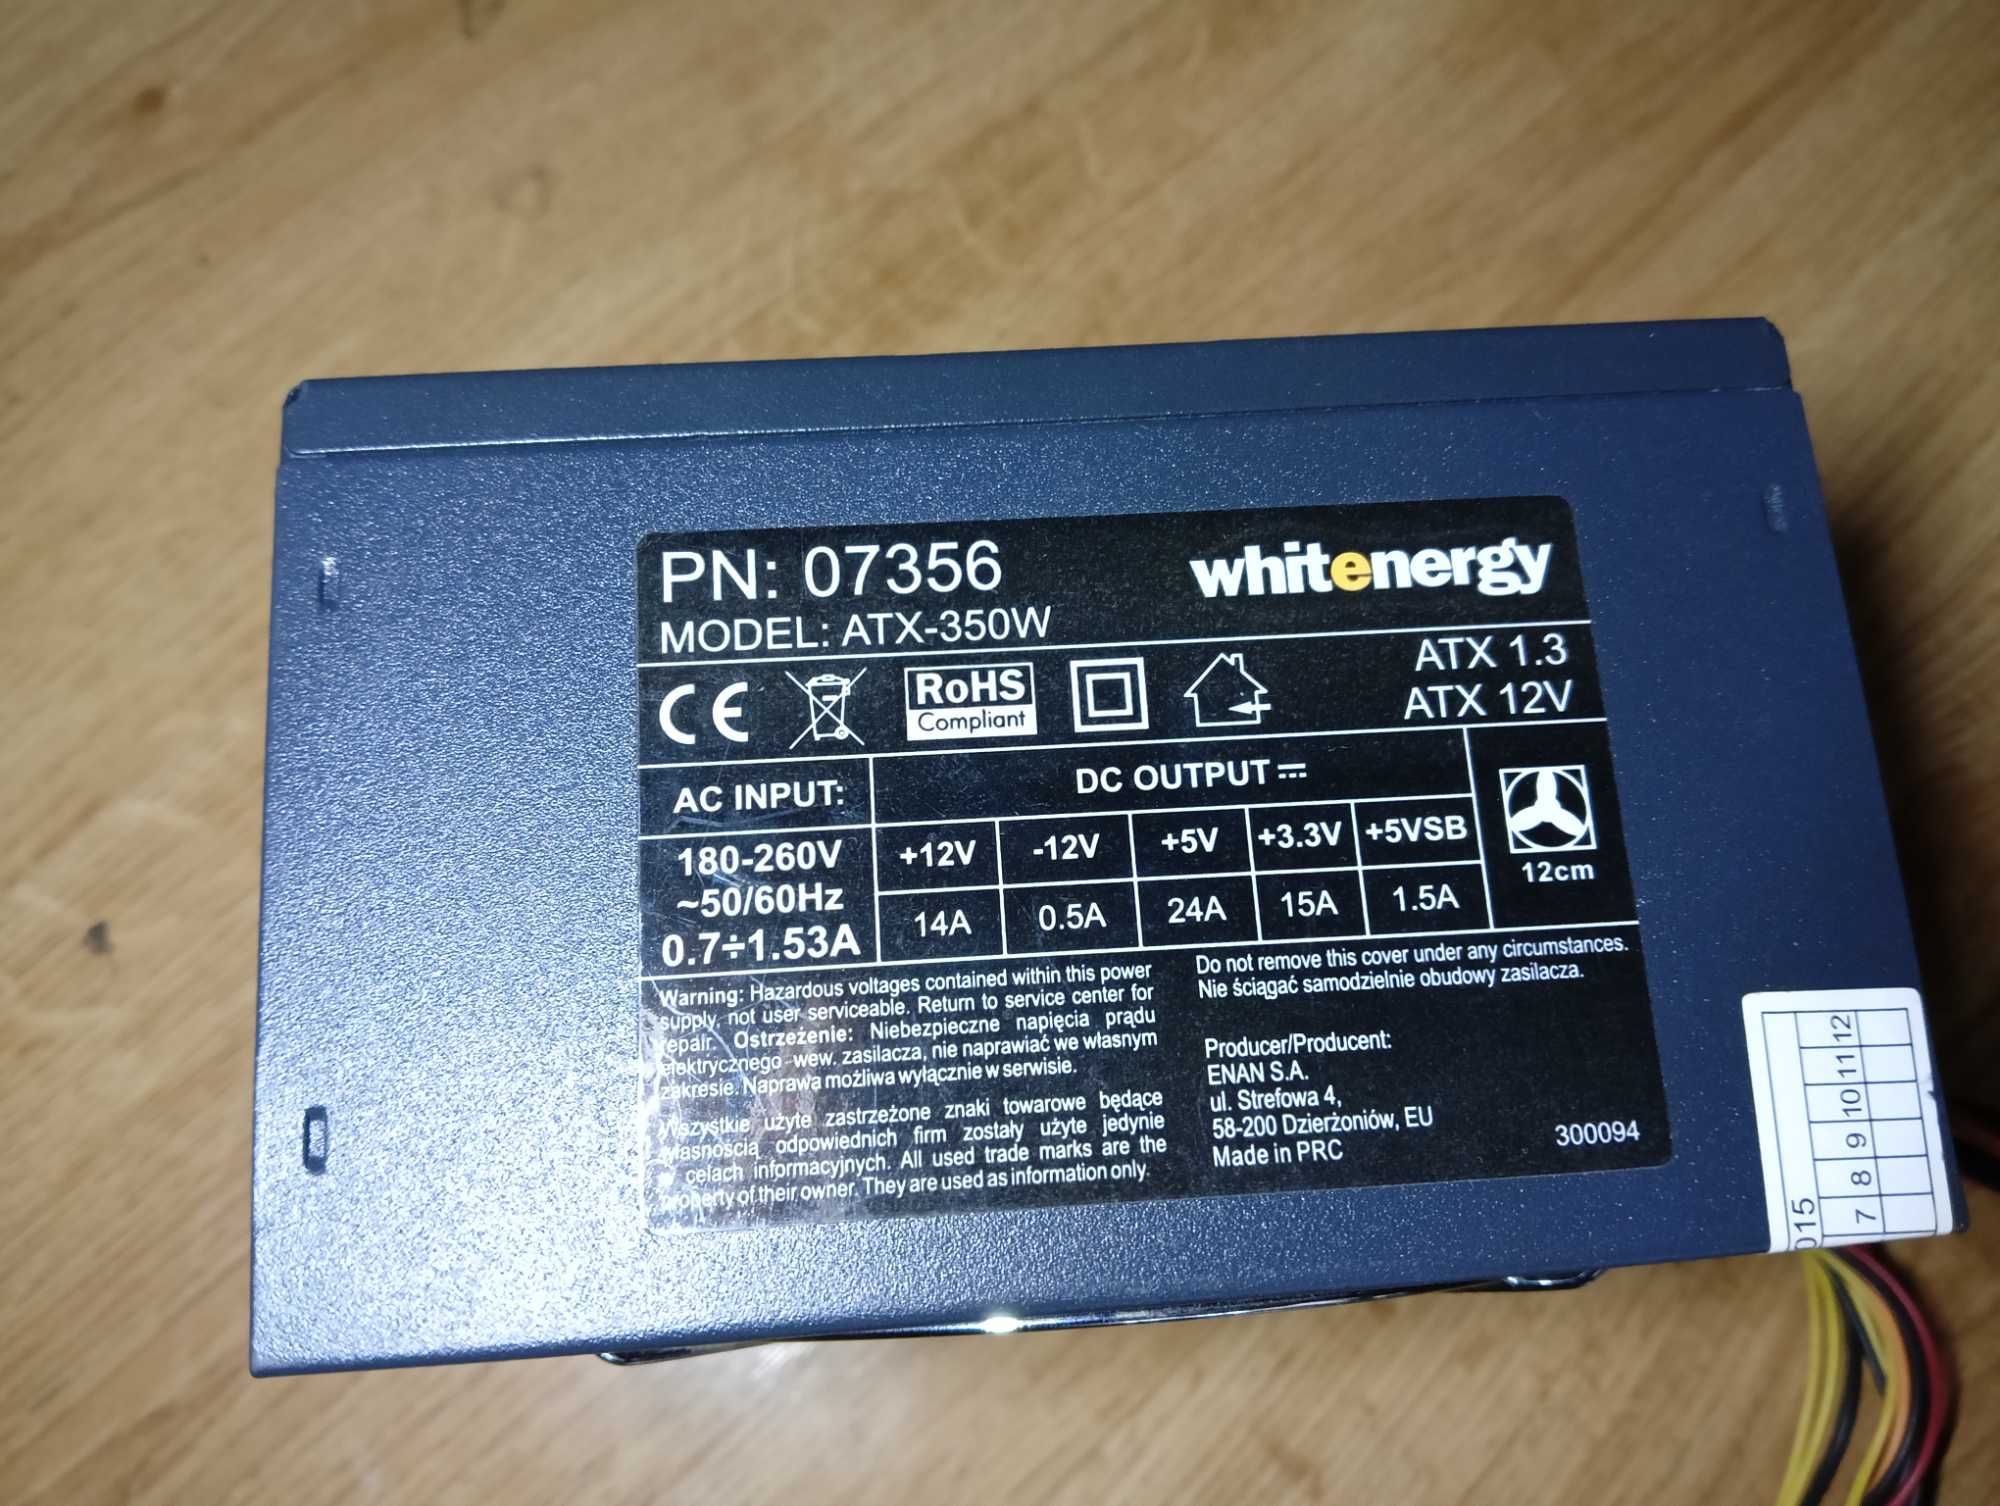 PN: 07356
whitenergy
MODEL: ATX-350W
CE
RoHS
Compliant
ATX 1.3
ATX 12V
AC INPUT:
180-260V
~50/60Hz
0.7÷1.53A
DC OUTPUT
+12V -12V +5V +3.3V +5VSB
14A 0.5A 24A 15A 1.5A
12cm
Warning: Hazardous voltages contained within this power
supply, not user serviceable. Return to service center for
repair. Ostrzeżenie: Niebezpieczne napięcia prądu
elektrycznego wew. zasilacza, nie naprawiać we własnym
zakresie. Naprawa możliwa wyłącznie w serwisie.
Wszystkie użyte zastrzeżone znaki towarowe będące
własnością odpowiednich firm zostały użyte jedynie
w celach informacyjnych. All used trade marks are the
property of their owner. They are used as information only.
Do not remove this cover under any circumstances.
Nie ściągać samodzielnie obudowy zasilacza.
Producer/Producent:
ENAN S.A.
ul. Strefowa 4,
58-200 Dzierżoniów, EU
Made in PRC
300094
015
7 8 9 10 11 12